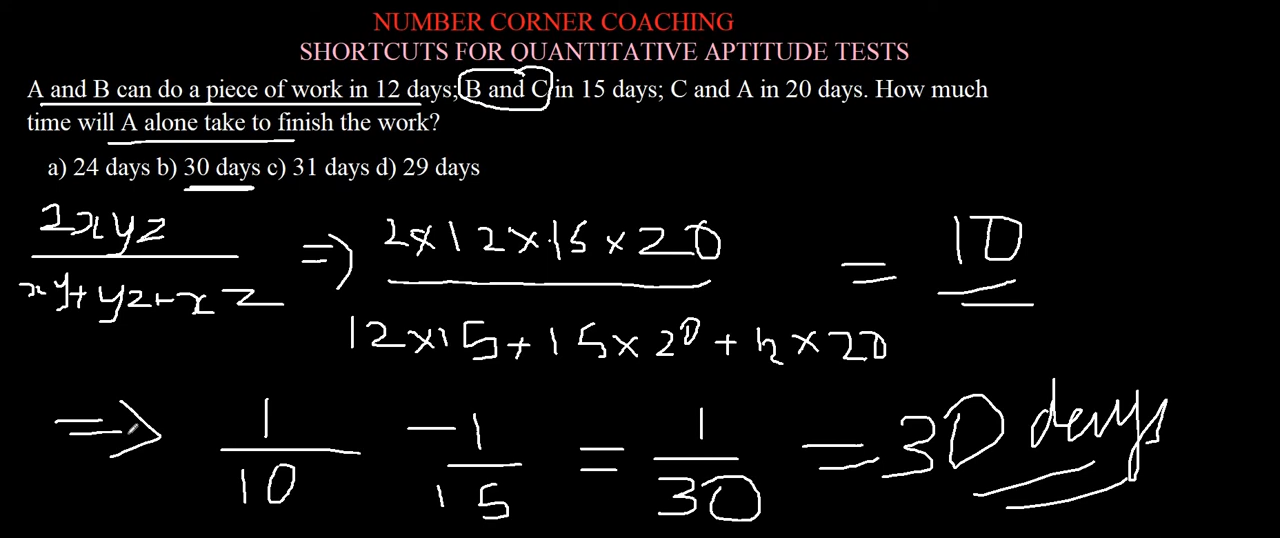 NUMBER CORNER COACHING
SHORTCUTS FOR QUANTITATIVE APTITUDE TESTS
A and B can do a piece of work in 12 days; B and C in 15 days; C and A in 20 days. How much
time will A alone take to finish the work?
a) 24 days b) 30 days c) 31 days d) 29 days
2xyz
xy+yz+xz
=>
2×12×15×20
12×15+15×20+12×20
= 10
=> 1/10 - 1/15 = 1/30 = 30 days